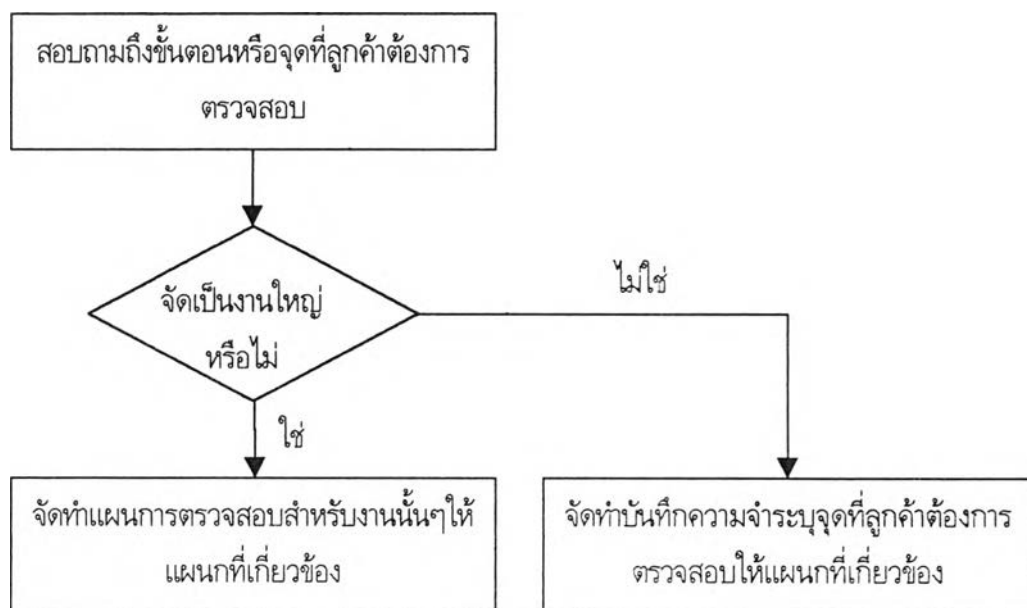 สอบถามถึงขั้นตอนหรือจุดที่ลูกค้าต้องการ
ตรวจสอบ
จัดเป็นงานใหญ่
หรือไม่
ไม่ใช่
ใช่
จัดทำแผนการตรวจสอบสำหรับงานนั้นๆให้
แผนกที่เกี่ยวข้อง
จัดทำบันทึกความจำระบุจุดที่ลูกค้าต้องการ
ตรวจสอบให้แผนกที่เกี่ยวข้อง